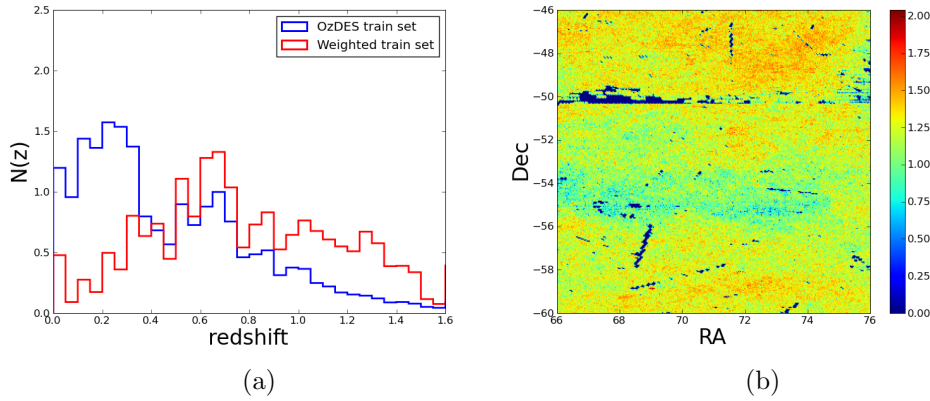 2.5
2.0
1.5
1.0
0.5
0.0
N(z)
OzDES train set
Weighted train set
0.0 0.2 0.4 0.6 0.8 1.0 1.2 1.4 1.6
redshift
(a)
−46
−48
−50
−52
−54
−56
−58
−60
Dec
66 68 70 72 74 76
RA
2.00
1.75
1.50
1.25
1.00
0.75
0.50
0.25
0.00
(b)